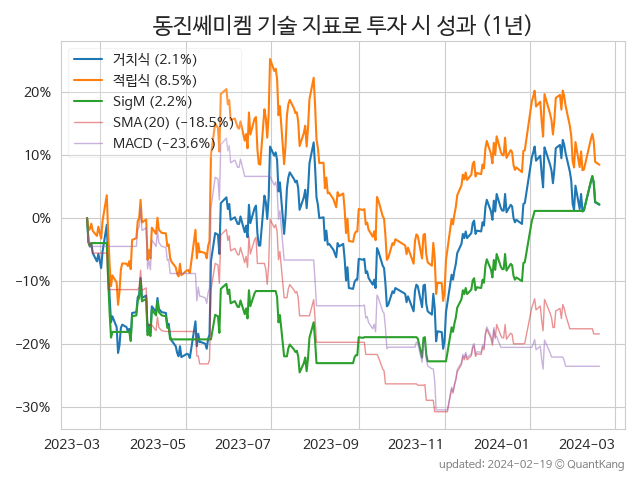 동진쎄미켐 기술 지표로 투자 시 성과 (1년)
거치식 (2.1%)
적립식 (8.5%)
SigM (2.2%)
SMA(20) (−18.5%)
MACD (−23.6%)
20%
10%
0%
−10%
−20%
−30%
2023-03 2023-05 2023-07 2023-09 2023-11 2024-01 2024-03
updated: 2024-02-19 © QuantKang